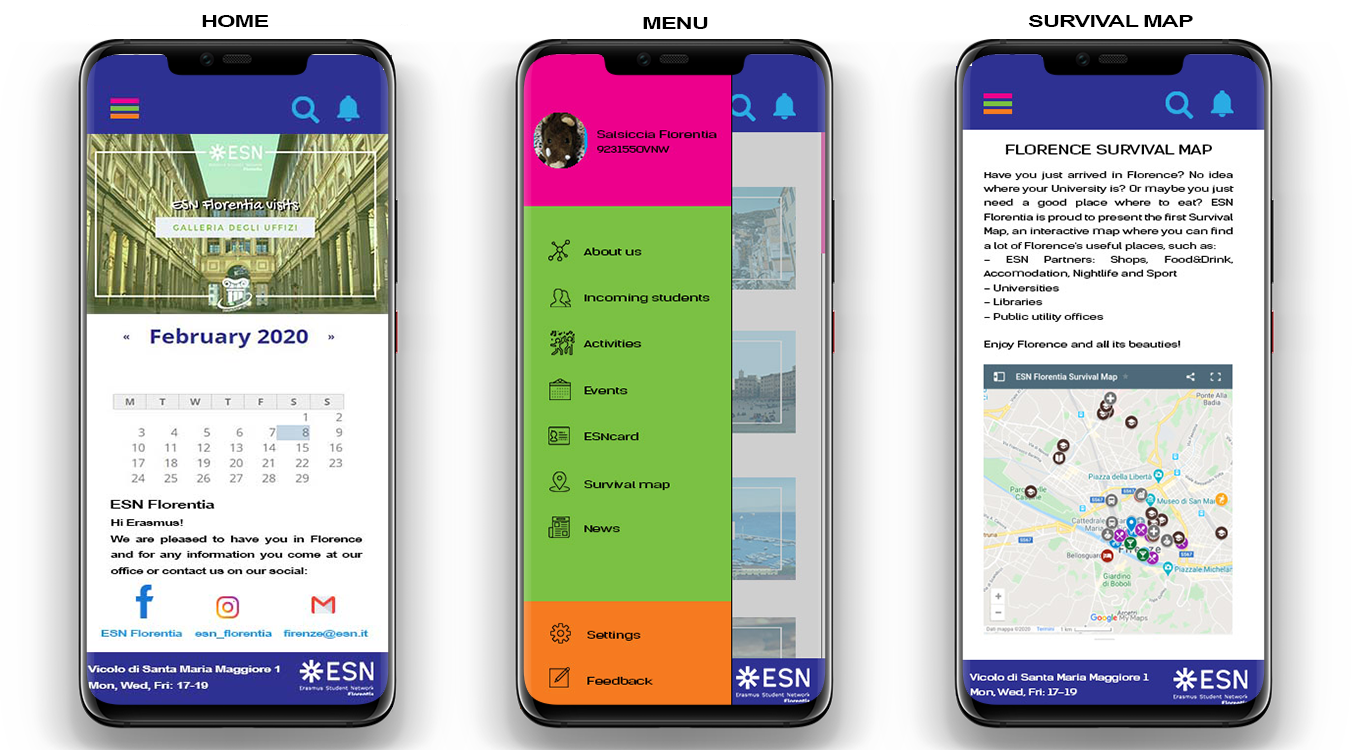 HOME
ESN
Florentia
ESN Florentia visits
GALLERIA DEGLI UFFIZI
« February 2020 »
M T W T F S S
1 2
3 4 5 6 7 8 9
10 11 12 13 14 15 16
17 18 19 20 21 22 23
24 25 26 27 28 29
ESN Florentia
Hi Erasmus!
We are pleased to have you in Florence
and for any information you come at our
office or contact us on our social:
ESN Florentia esn_florentia firenze@esn.it
Vicolo di Santa Maria Maggiore 1
Mon, Wed, Fri: 17-19
ESN
Erasmus Student Network
Florentia
MENU
Saisiccia Florentia
9231550VNW
About us
Incoming students
Activities
Events
ESNcard
Survival map
News
Settings
Feedback
ESN
Erasmus Student Network
Florentia
SURVIVAL MAP
FLORENCE SURVIVAL MAP
Have you just arrived in Florence? No idea
where your University is? Or maybe you just
need a good place where to eat? ESN
Florentia is proud to present the first Survival
Map, an interactive map where you can find
a lot of Florence's useful places, such as:
– ESN Partners: Shops, Food&Drink,
Accomodation, Nightlife and Sport
– Universities
– Libraries
– Public utility offices
Enjoy Florence and all its beauties!
ESN Florentia Survival Map
Ponte Alla
Badia
Piazza della Libertà
Museo di San Mar
SS67
SS67
SS67
Cattedrale
Maria
Bellosguar
Firenze
Piazzale Michelan
Giardino
di Boboli
Arcetri
Google My Maps
Dati mappa ©2020 Termini 1 km
Vicolo di Santa Maria Maggiore 1
Mon, Wed, Fri: 17-19
ESN
Erasmus Student Network
Florentia